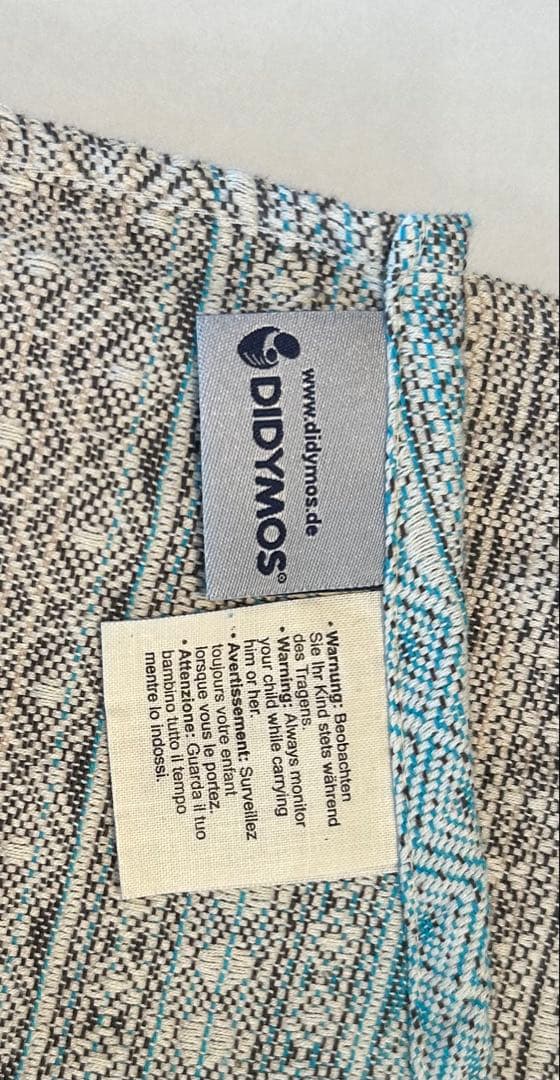 www.didymos.de
DIDYMOS®
• Warnung: Beobachten
Sie Ihr Kind stets während
des Tragens.
• Warning: Always monitor
your child while carrying
him or her.
• Avertissement: Surveillez
toujours votre enfant
lorsque vous le portez.
• Attenzione: Guarda il tuo
bambino tutto il tempo
mentre lo indossi.